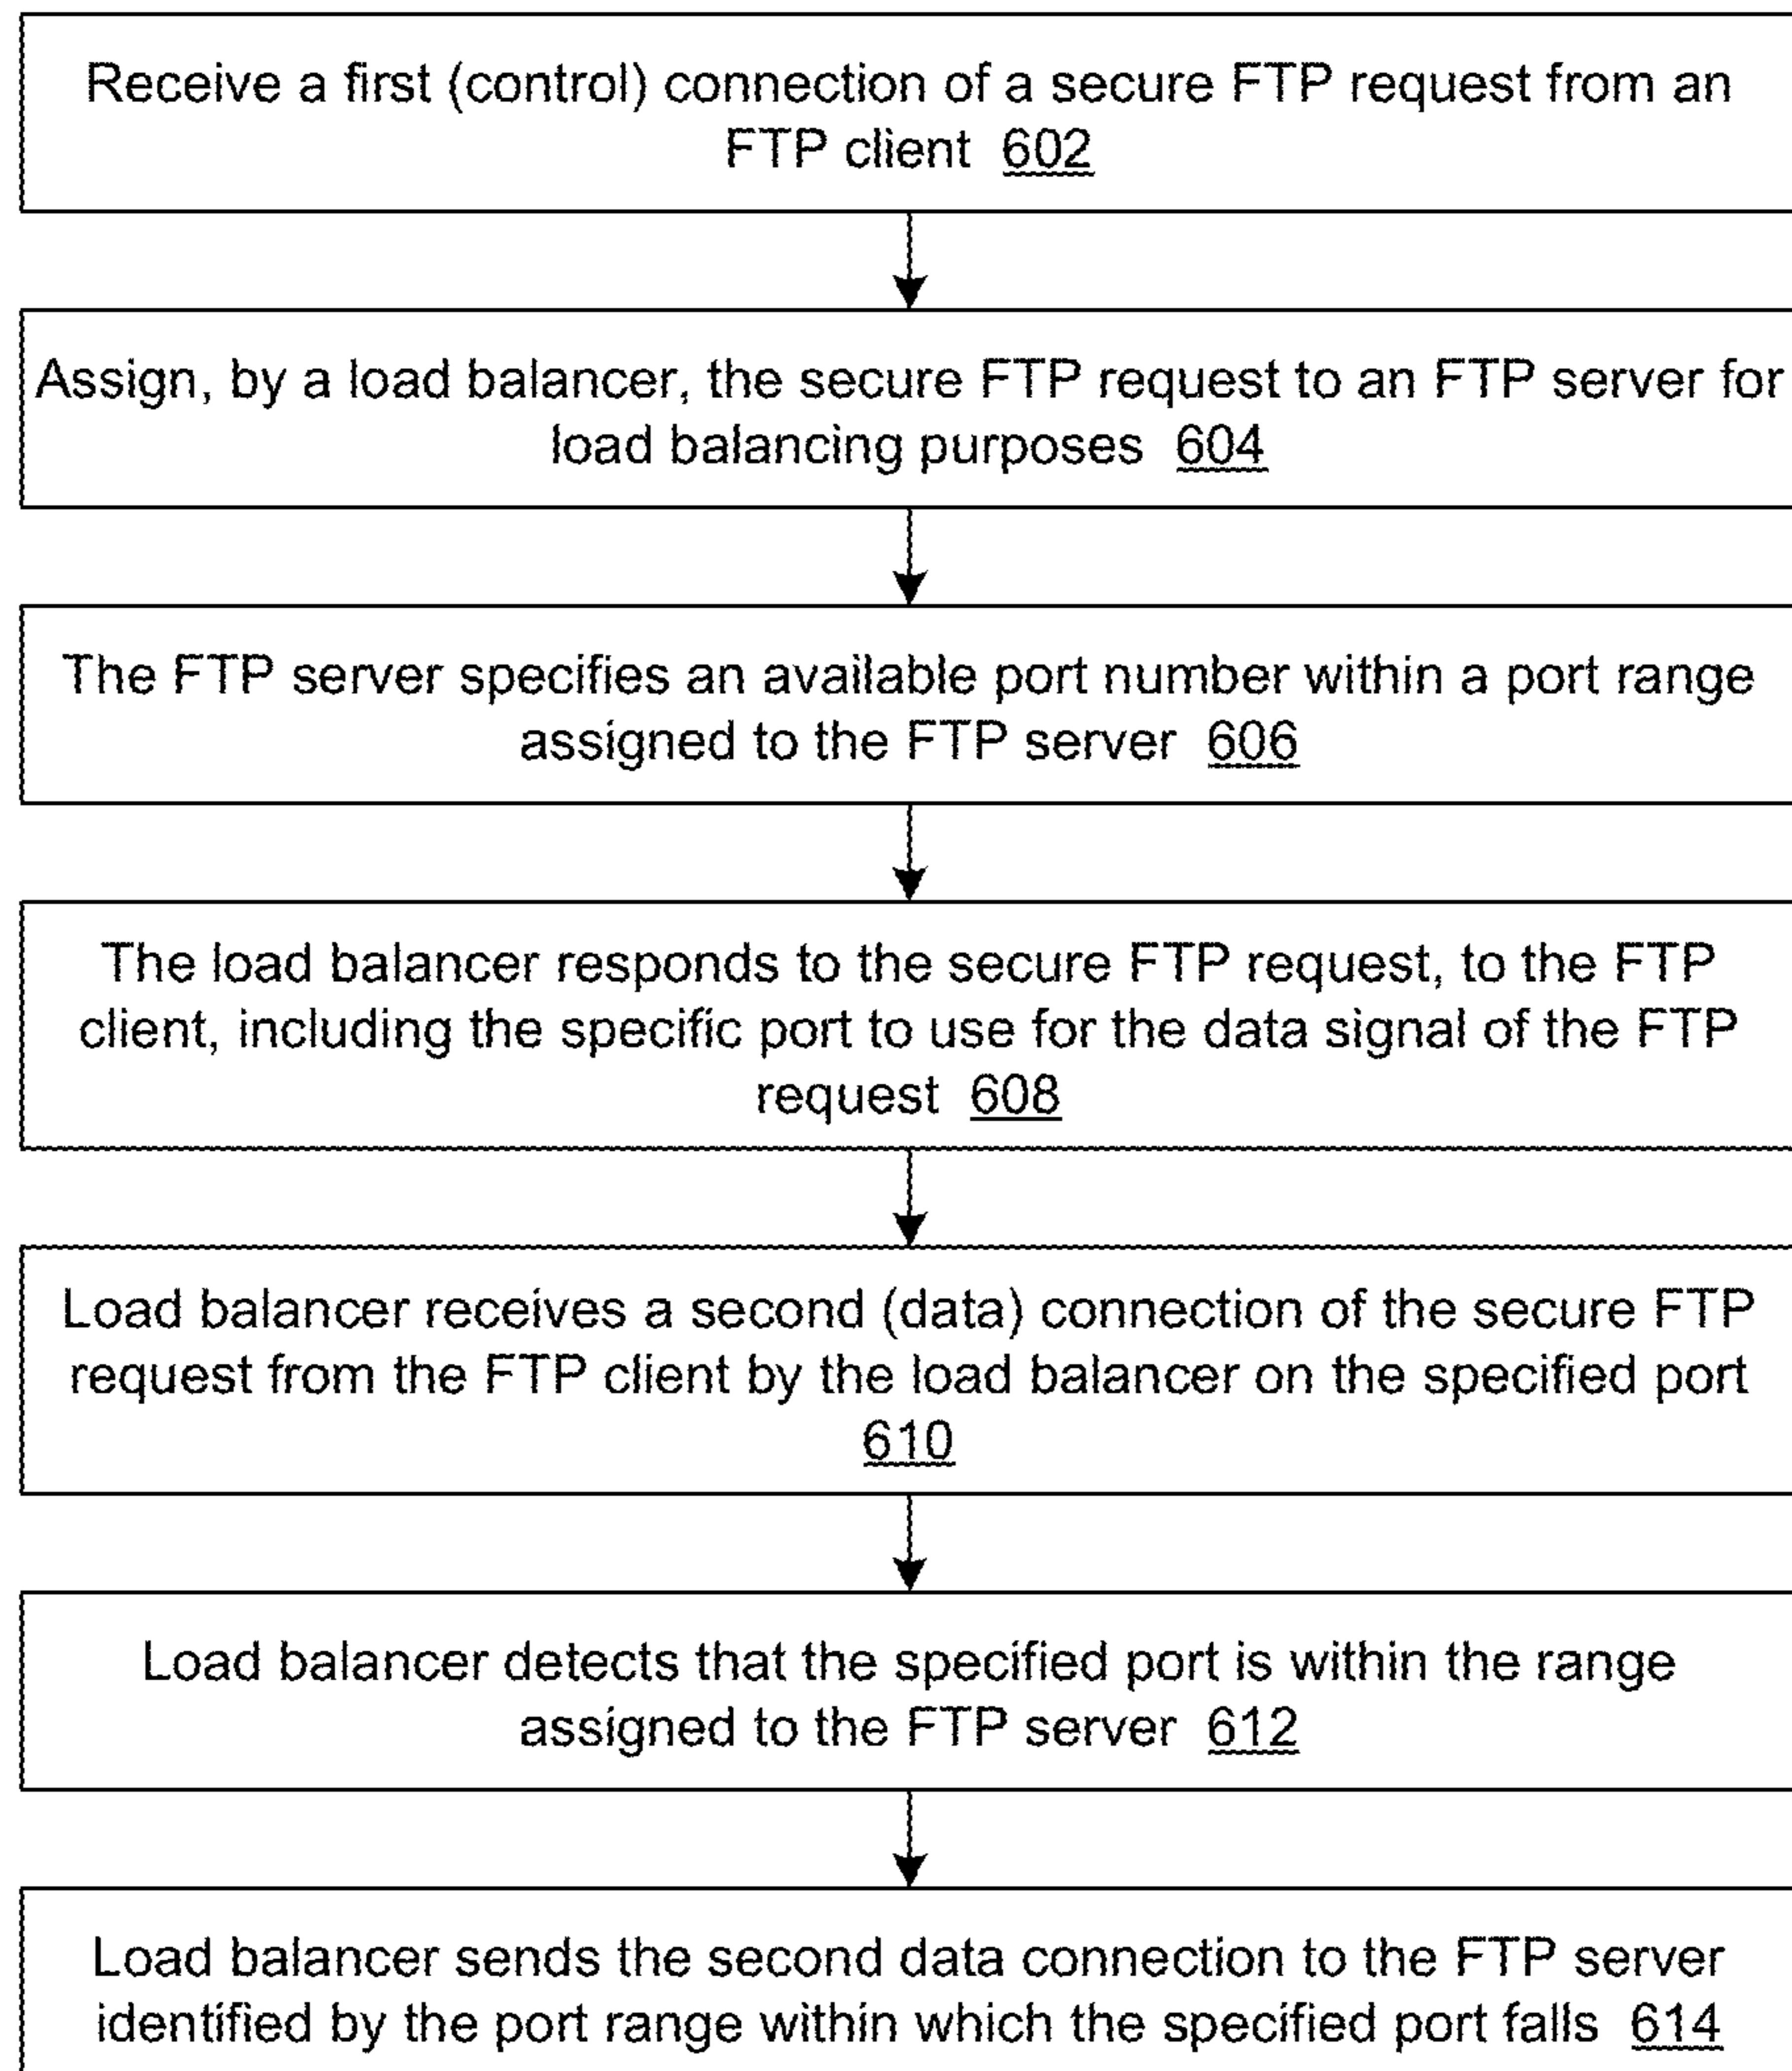 Receive a first (control) connection of a secure FTP request from an
FTP client 602
Assign, by a load balancer, the secure FTP request to an FTP server for
load balancing purposes 604
The FTP server specifies an available port number within a port range
assigned to the FTP server 606
The load balancer responds to the secure FTP request, to the FTP
client, including the specific port to use for the data signal of the FTP
request 608
Load balancer receives a second (data) connection of the secure FTP
request from the FTP client by the load balancer on the specified port
610
Load balancer detects that the specified port is within the range
assigned to the FTP server 612
Load balancer sends the second data connection to the FTP server
identified by the port range within which the specified port falls 614